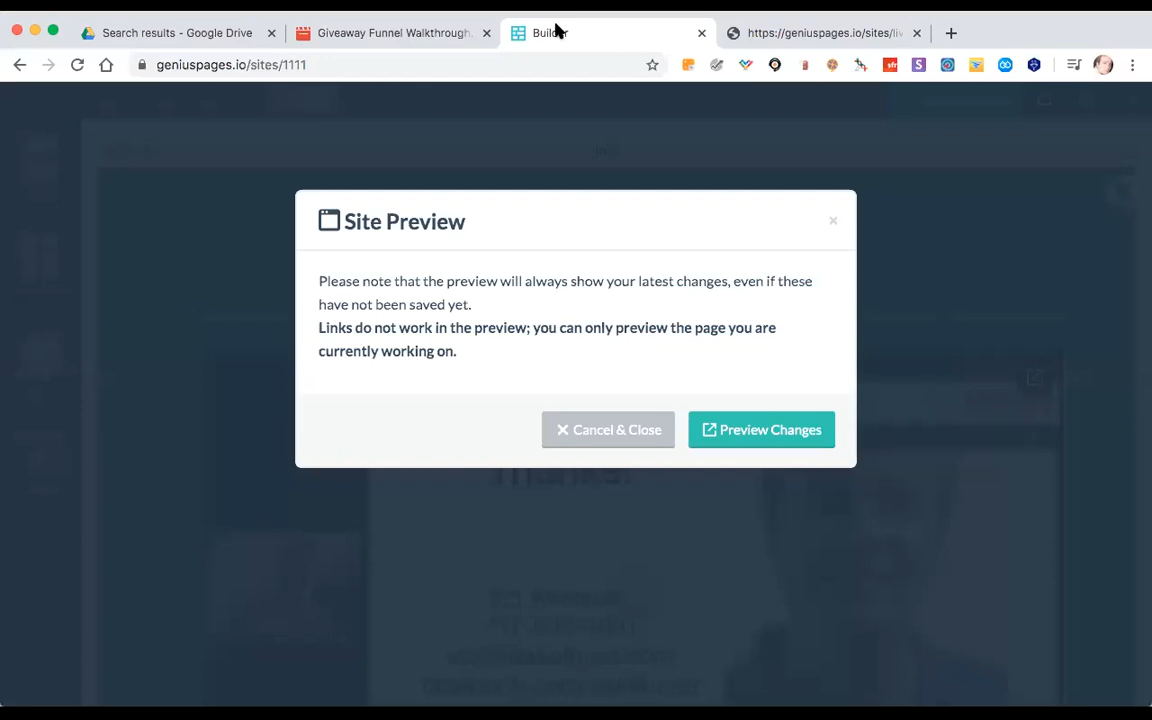 Search results - Google Drive
Giveaway Funnel Walkthrough.
Builder
https://geniuspages.io/sites/liv
geniuspages.io/sites/1111
sfr
S
Site Preview
Please note that the preview will always show your latest changes, even if these
have not been saved yet.
Links do not work in the preview; you can only preview the page you are
currently working on.
Cancel & Close
Preview Changes
Thanks!